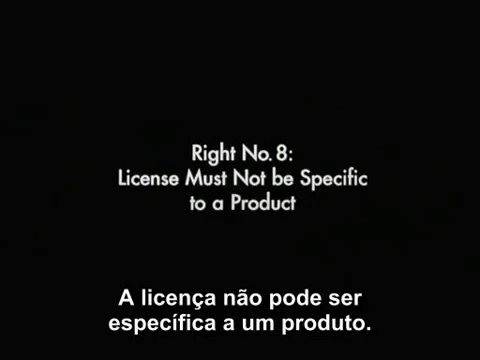 Right No. 8:
License Must Not be Specific
to a Product
A licença não pode ser
específica a um produto.